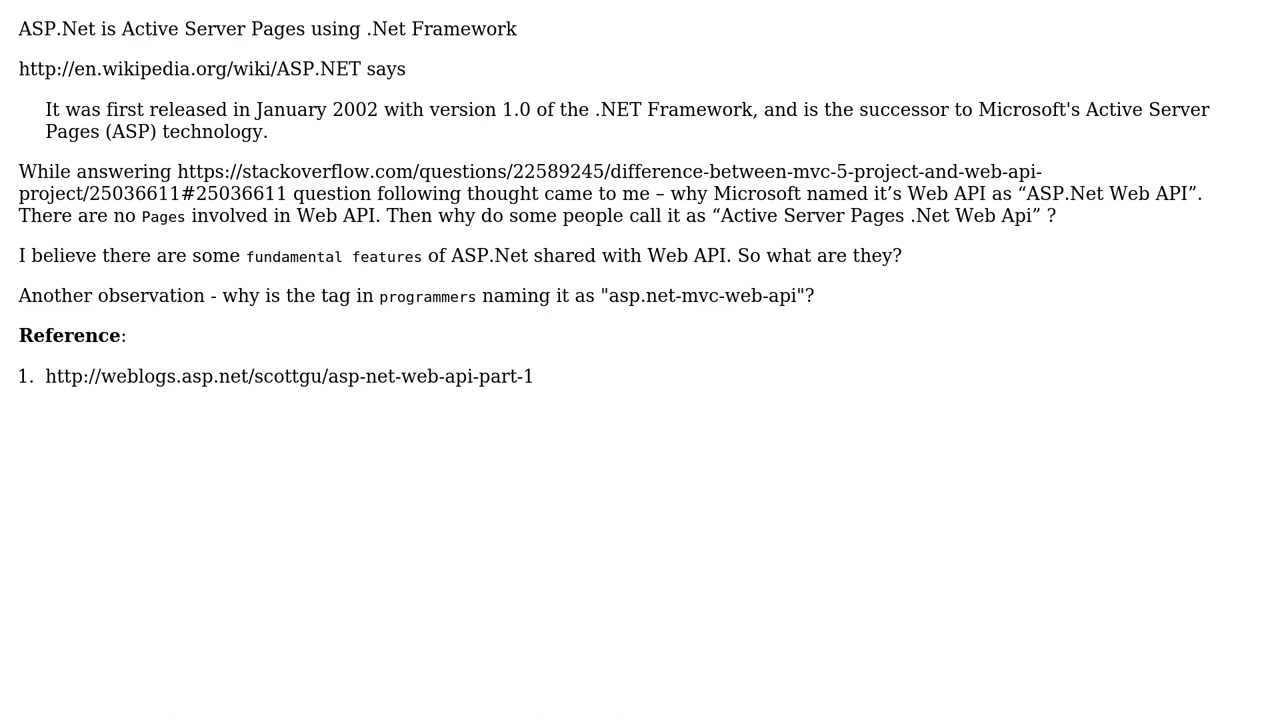 ASP.Net is Active Server Pages using .Net Framework
http://en.wikipedia.org/wiki/ASP.NET says
It was first released in January 2002 with version 1.0 of the .NET Framework, and is the successor to Microsoft's Active Server
Pages (ASP) technology.
While answering https://stackoverflow.com/questions/22589245/difference-between-mvc-5-project-and-web-api-
project/25036611#25036611 question following thought came to me – why Microsoft named it’s Web API as “ASP.Net Web API”.
There are no Pages involved in Web API. Then why do some people call it as “Active Server Pages .Net Web Api” ?
I believe there are some fundamental features of ASP.Net shared with Web API. So what are they?
Another observation - why is the tag in programmers naming it as "asp.net-mvc-web-api"?
Reference:
1. http://weblogs.asp.net/scottgu/asp-net-web-api-part-1